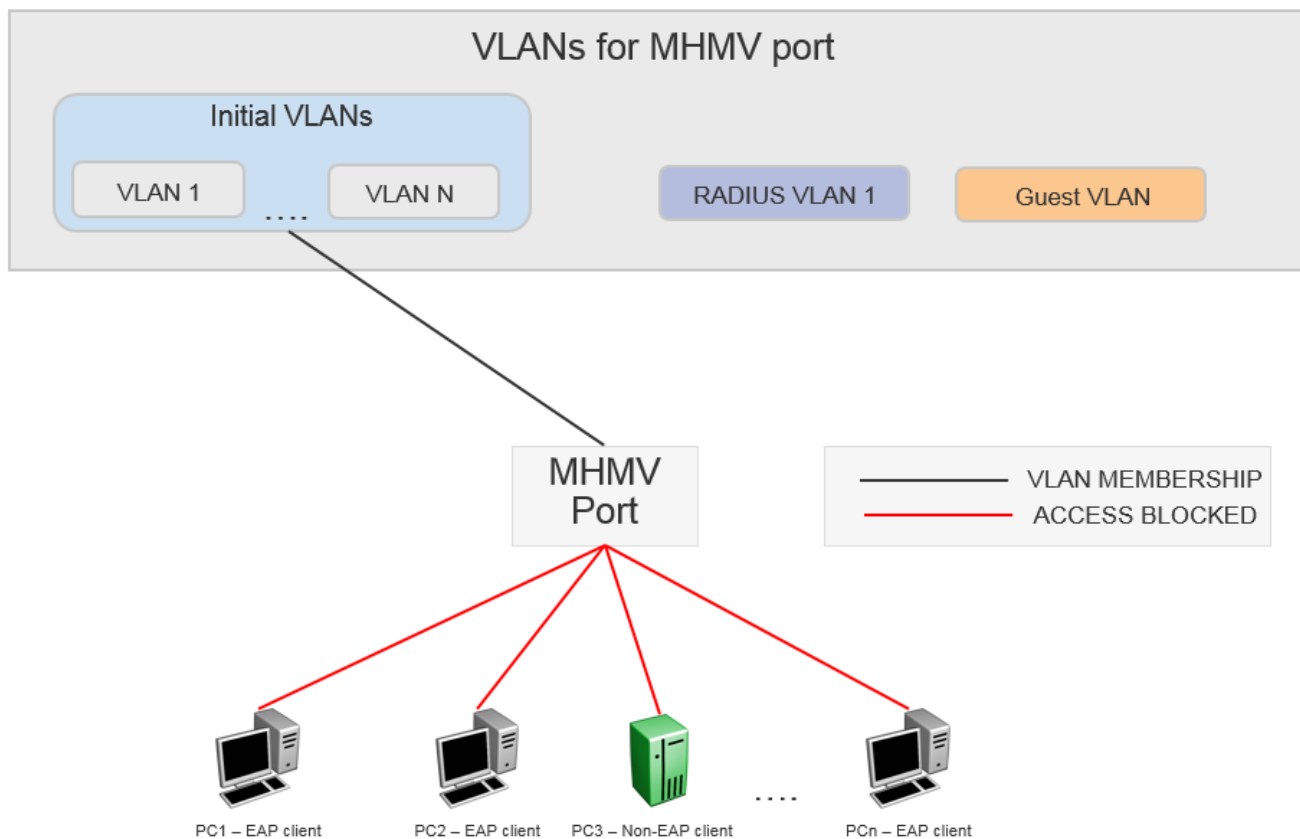 VLANs for MHMV port
Initial VLANs
VLAN 1
....
VLAN N
RADIUS VLAN 1
Guest VLAN
MHMV
Port
VLAN MEMBERSHIP
ACCESS BLOCKED
....
PC1 – EAP client
PC2 – EAP client
PC3 – Non-EAP client
PCn – EAP client